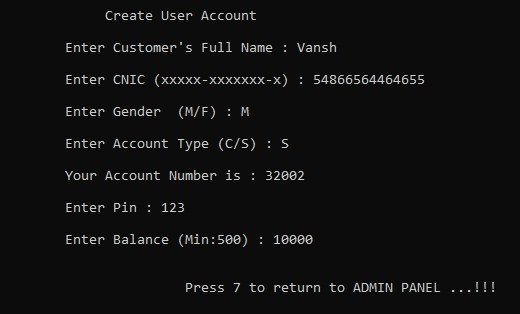 Create User Account
Enter Customer's Full Name : Vansh
Enter CNIC (xxxxx-xxxxxxx-x) : 54866564464655
Enter Gender  (M/F) : M
Enter Account Type (C/S) : S
Your Account Number is : 32002
Enter Pin : 123
Enter Balance (Min:500) : 10000
Press 7 to return to ADMIN PANEL ...!!!